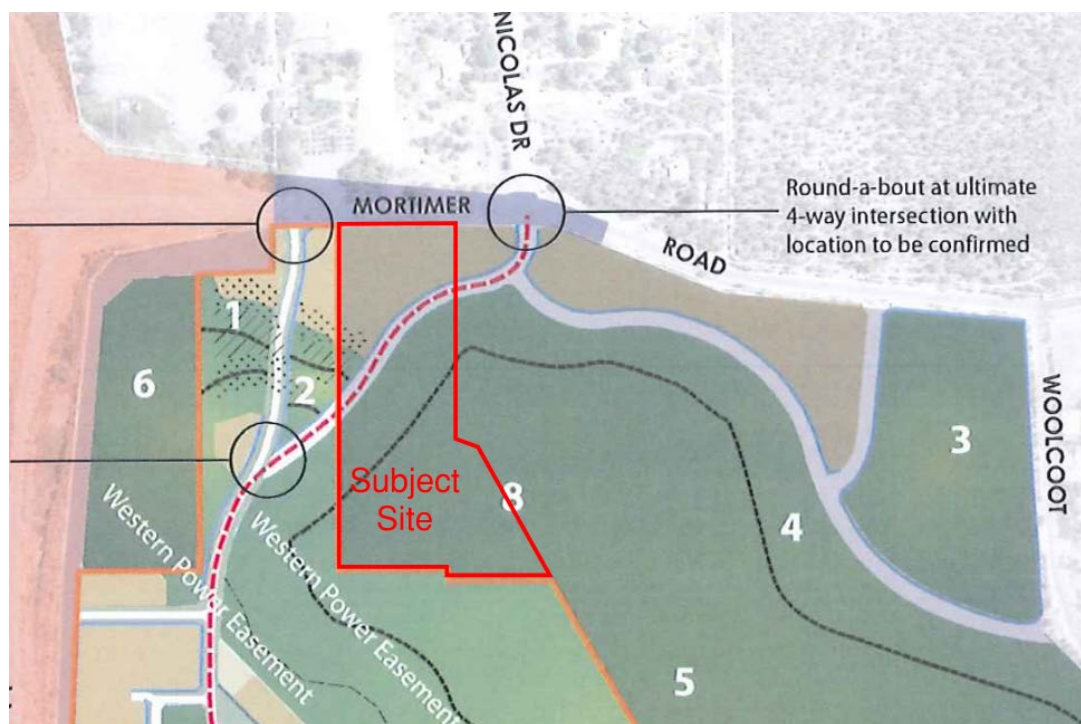 NICOLAS DR
MORTIMER
ROAD
Round-a-bout at ultimate
4-way intersection with
location to be confirmed
1
6
2
3
WOOLCOOT
Subject
Site
8
4
Western Power Easement
Western Power Easement
5